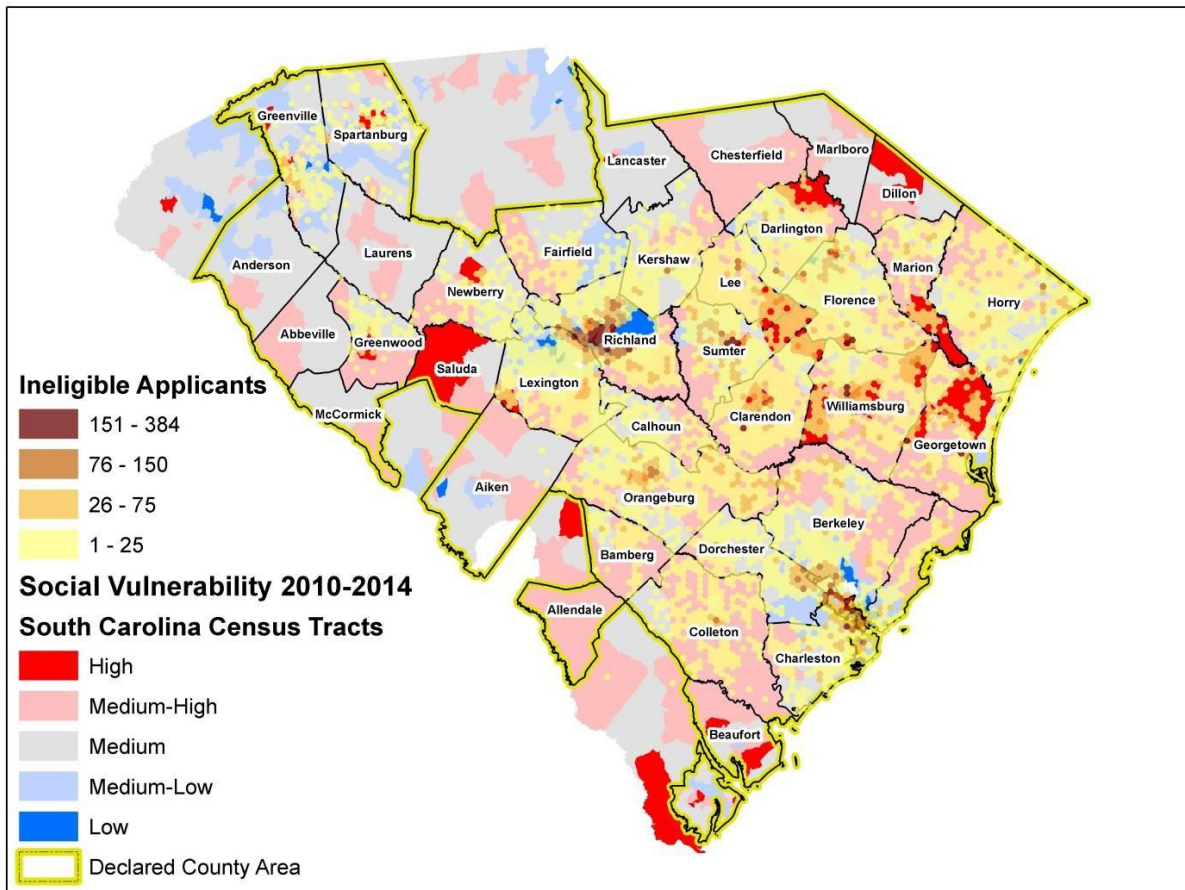 Greenville
Spartanburg
Lancaster
Chesterfield
Marlboro
Dillon
Darlington
Fairfield
Kershaw
Laurens
Anderson
Newberry
Lee
Marion
Florence
Horry
Abbeville
Greenwood
Richland
Sumter
Saluda
Lexington
Clarendon
Williamsburg
McCormick
Calhoun
Georgetown
Aiken
Orangeburg
Berkeley
Bamberg
Dorchester
Allendale
Colleton
Charleston
Beaufort
Ineligible Applicants
151 - 384
76 - 150
26 - 75
1 - 25
Social Vulnerability 2010-2014
South Carolina Census Tracts
High
Medium-High
Medium
Medium-Low
Low
Declared County Area